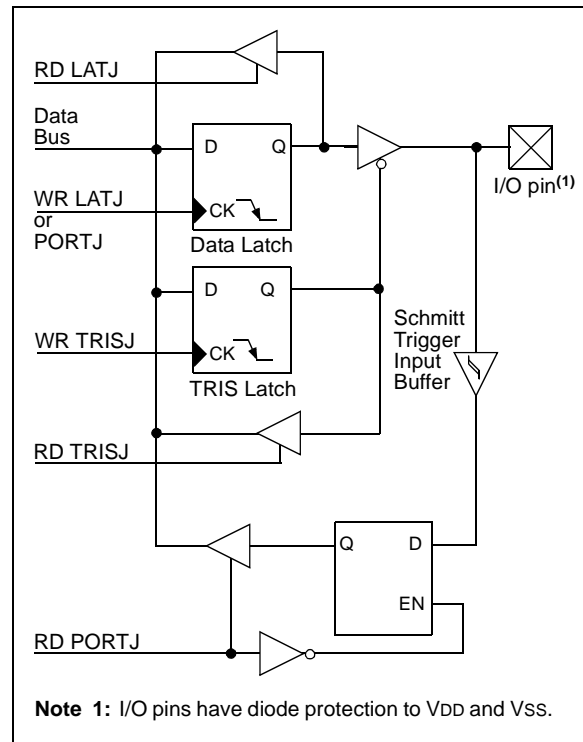 RD LATJ
Data
Bus
D Q
I/O pin(1)
WR LATJ
or
PORTJ
CK
Data Latch
D Q
WR TRISJ
CK
TRIS Latch
Schmitt
Trigger
Input
Buffer
RD TRISJ
Q D
EN
RD PORTJ
Note 1: I/O pins have diode protection to VDD and VSS.